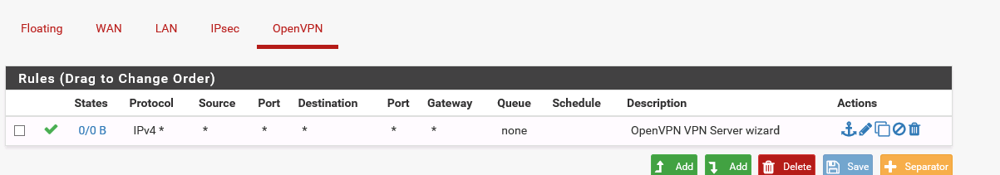 Floating WAN LAN IPsec OpenVPN
Rules (Drag to Change Order)
States Protocol Source Port Destination Port Gateway Queue Schedule Description Actions
0/0 B IPv4 * * * * * * none OpenVPN VPN Server wizard
Add Add Delete Save Separator